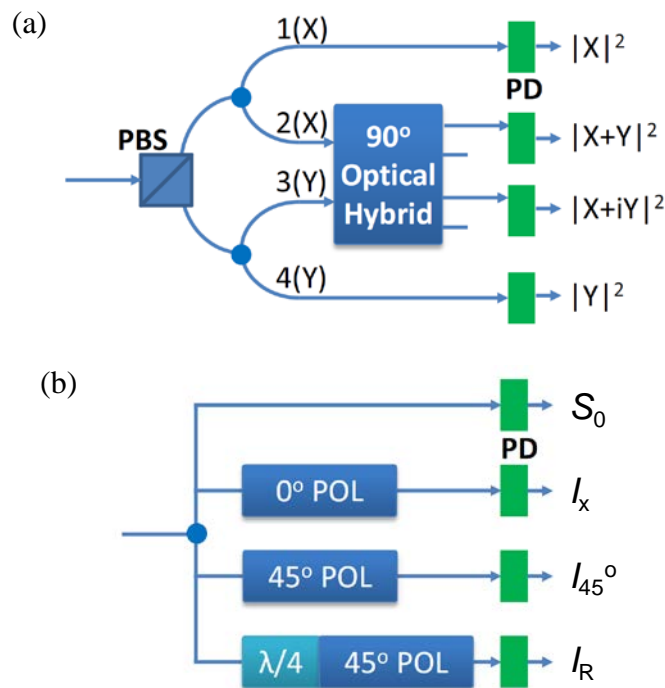 (a)
1(X)
|X|²
PD
PBS
2(X)
90° Optical Hybrid
|X+Y|²
3(Y)
|X+iY|²
4(Y)
|Y|²
(b)
S₀
PD
0° POL
Iₓ
45° POL
I₄₅°
λ/4
45° POL
I_R